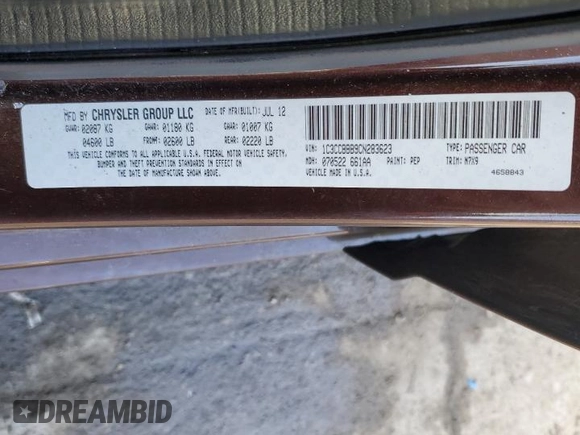 MFD BY CHRYSLER GROUP LLC DATE OF MFR(BUILT): JUL 12
GVWR: 02087 KG GAWR: 01180 KG GAWR: 01007 KG
04600 LB FRONT: 02600 LB REAR: 02220 LB
THIS VEHICLE CONFORMS TO ALL APPLICABLE U.S.A. FEDERAL MOTOR VEHICLE SAFETY,
BUMPER AND THEFT PREVENTION STANDARDS IN EFFECT ON
THE DATE OF MANUFACTURE SHOWN ABOVE.
VIN: 1C3CCBBB9CN283623 TYPE: PASSENGER CAR
MDH: 070522 661AA PAINT: PEP TRIM: M7X9
VEHICLE MADE IN U.S.A. 4658843
DREAMBID